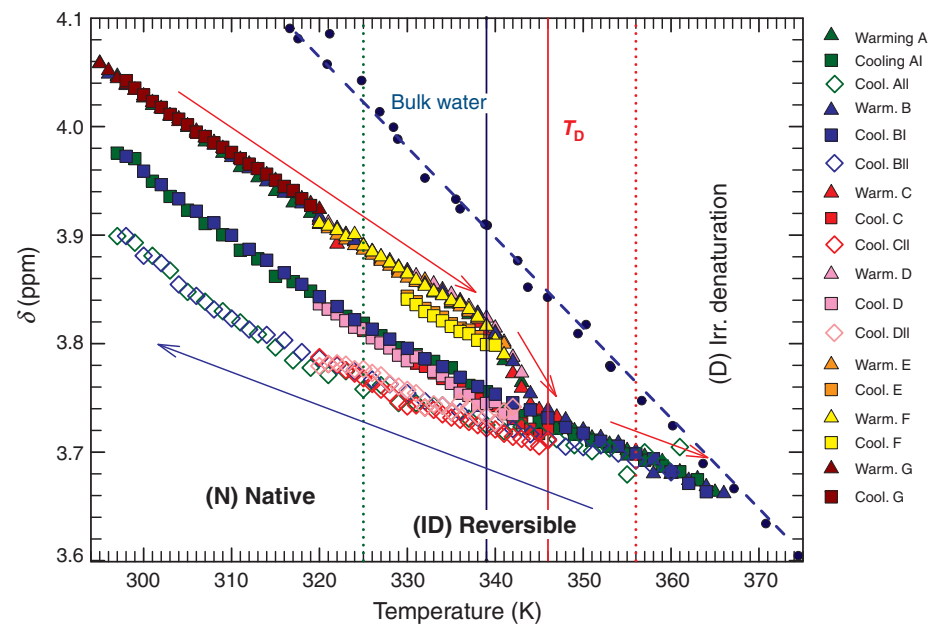 4.1
4.0
3.9
3.8
3.7
3.6
δ (ppm)
300
310
320
330
340
350
360
370
Temperature (K)
Bulk water
T_D
(D) Irr. denaturation
(N) Native
(ID) Reversible
Warming A
Cooling AI
Cool. AII
Warm. B
Cool. BI
Cool. BII
Warm. C
Cool. C
Cool. CII
Warm. D
Cool. D
Cool. DII
Warm. E
Cool. E
Warm. F
Cool. F
Warm. G
Cool. G